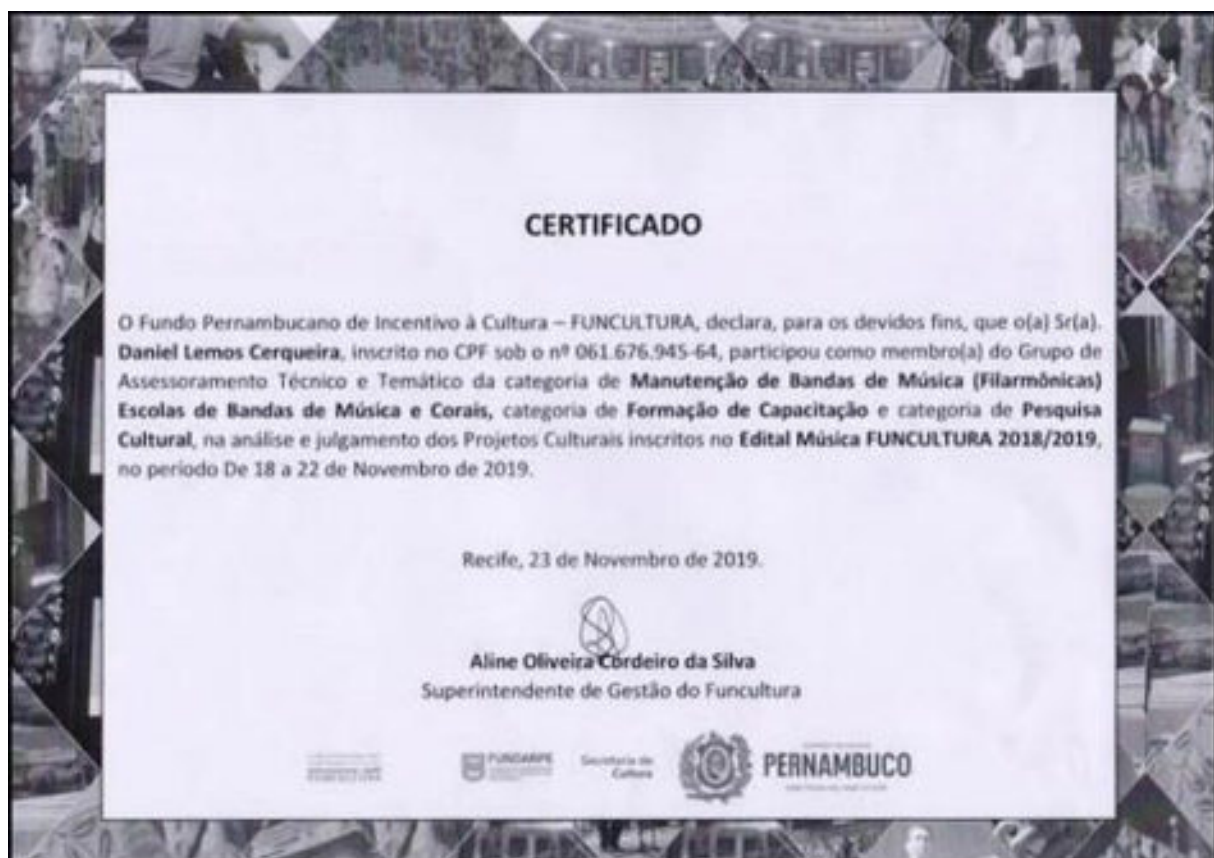 CERTIFICADO
O Fundo Pernambucano de Incentivo à Cultura – FUNCULTURA, declara, para os devidos fins, que o(a) Sr(a).
Daniel Lemos Cerqueira, inscrito no CPF sob o nº 061.676.945-64, participou como membro(a) do Grupo de
Assessoramento Técnico e Temático da categoria de Manutenção de Bandas de Música (Filarmônicas)
Escolas de Bandas de Música e Corais, categoria de Formação de Capacitação e categoria de Pesquisa
Cultural, na análise e julgamento dos Projetos Culturais inscritos no Edital Música FUNCULTURA 2018/2019,
no período De 18 a 22 de Novembro de 2019.
Recife, 23 de Novembro de 2019.
Aline Oliveira Cordeiro da Silva
Superintendente de Gestão do Funcultura
FUNDARPE
Secretaria de
Cultura
PERNAMBUCO